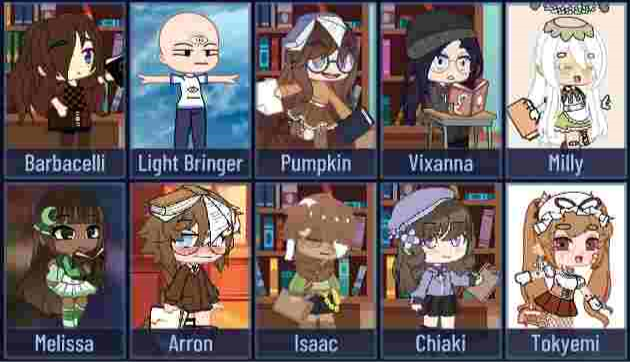 Barbacelli
Light Bringer
Pumpkin
Vixanna
Milly
Melissa
Arron
Isaac
Chiaki
Tokyemi